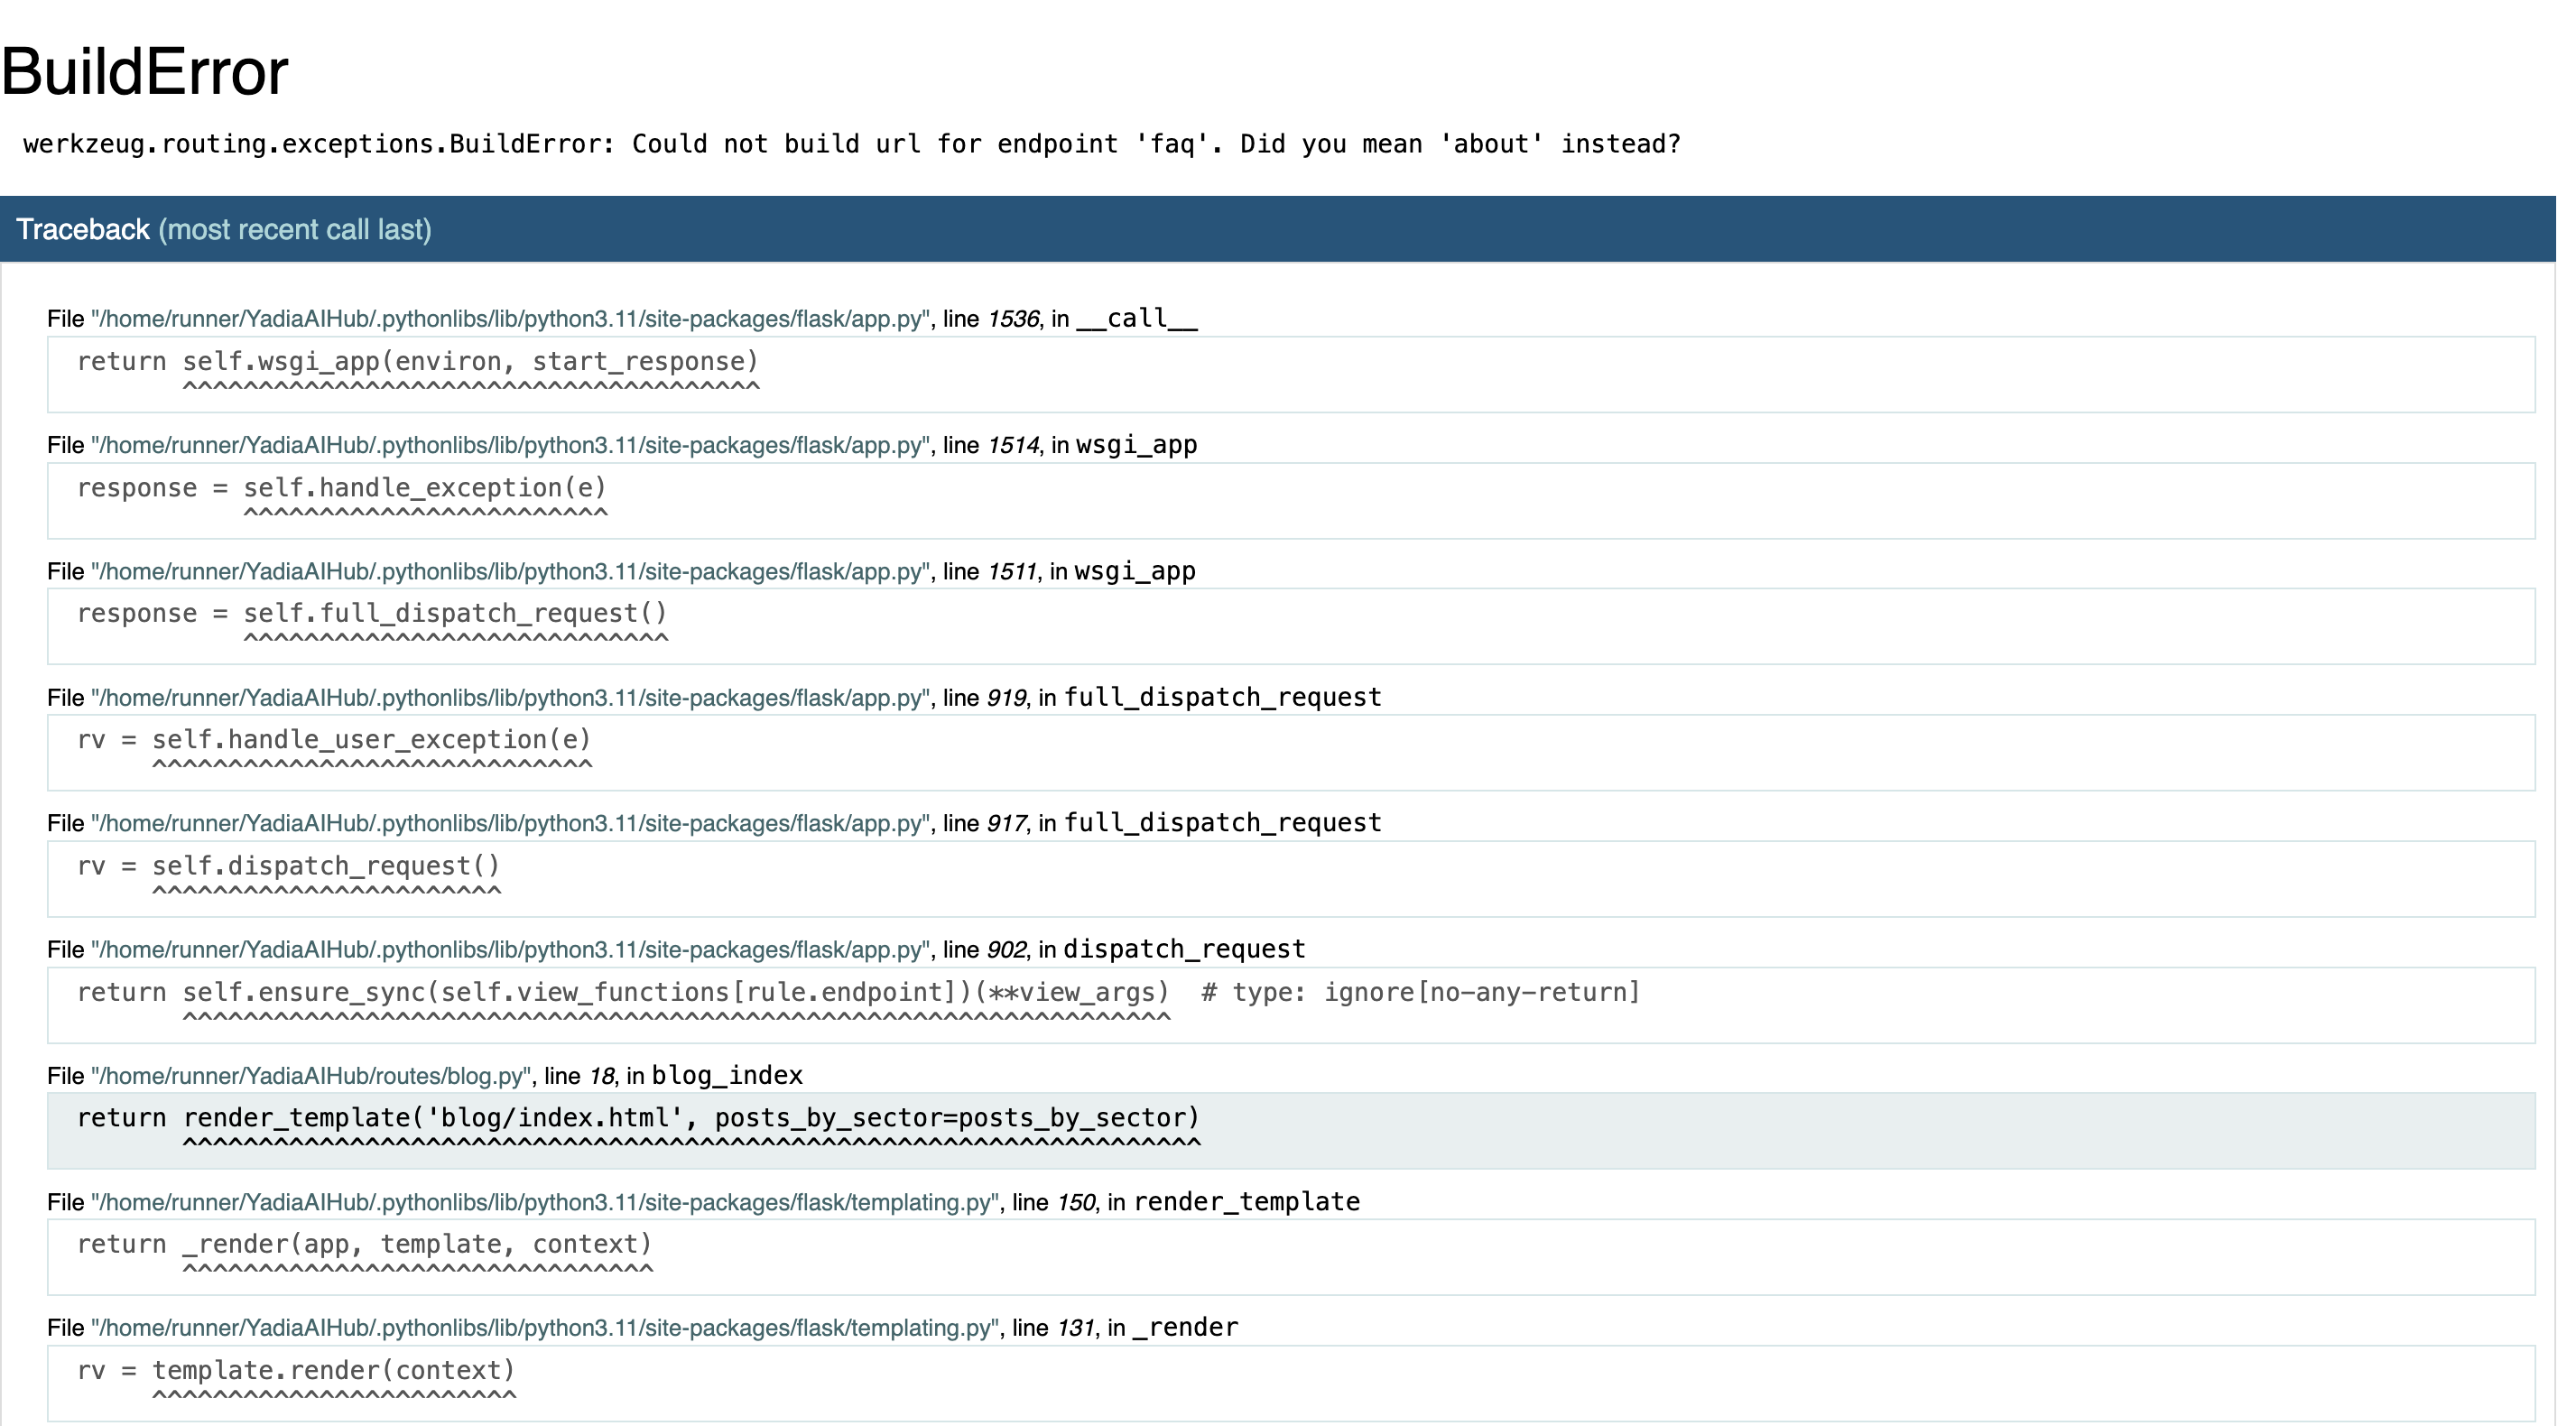 BuildError
werkzeug.routing.exceptions.BuildError: Could not build url for endpoint 'faq'. Did you mean 'about' instead?
Traceback (most recent call last)
File "/home/runner/YadiaAIHub/.pythonlibs/lib/python3.11/site-packages/flask/app.py", line 1536, in __call__
return self.wsgi_app(environ, start_response)
^^^^^^^^^^^^^^^^^^^^^^^^^^^^^^^^^^^^^^
File "/home/runner/YadiaAIHub/.pythonlibs/lib/python3.11/site-packages/flask/app.py", line 1514, in wsgi_app
response = self.handle_exception(e)
^^^^^^^^^^^^^^^^^^^^^^^^
File "/home/runner/YadiaAIHub/.pythonlibs/lib/python3.11/site-packages/flask/app.py", line 1511, in wsgi_app
response = self.full_dispatch_request()
^^^^^^^^^^^^^^^^^^^^^^^^^^^^
File "/home/runner/YadiaAIHub/.pythonlibs/lib/python3.11/site-packages/flask/app.py", line 919, in full_dispatch_request
rv = self.handle_user_exception(e)
^^^^^^^^^^^^^^^^^^^^^^^^^^^^^
File "/home/runner/YadiaAIHub/.pythonlibs/lib/python3.11/site-packages/flask/app.py", line 917, in full_dispatch_request
rv = self.dispatch_request()
^^^^^^^^^^^^^^^^^^^^^^^
File "/home/runner/YadiaAIHub/.pythonlibs/lib/python3.11/site-packages/flask/app.py", line 902, in dispatch_request
return self.ensure_sync(self.view_functions[rule.endpoint])(**view_args)  # type: ignore[no-any-return]
^^^^^^^^^^^^^^^^^^^^^^^^^^^^^^^^^^^^^^^^^^^^^^^^^^^^^^^^^^^^^^^^^
File "/home/runner/YadiaAIHub/routes/blog.py", line 18, in blog_index
return render_template('blog/index.html', posts_by_sector=posts_by_sector)
^^^^^^^^^^^^^^^^^^^^^^^^^^^^^^^^^^^^^^^^^^^^^^^^^^^^^^^^^^^^^^^^^^^
File "/home/runner/YadiaAIHub/.pythonlibs/lib/python3.11/site-packages/flask/templating.py", line 150, in render_template
return _render(app, template, context)
^^^^^^^^^^^^^^^^^^^^^^^^^^^^^^^
File "/home/runner/YadiaAIHub/.pythonlibs/lib/python3.11/site-packages/flask/templating.py", line 131, in _render
rv = template.render(context)
^^^^^^^^^^^^^^^^^^^^^^^^